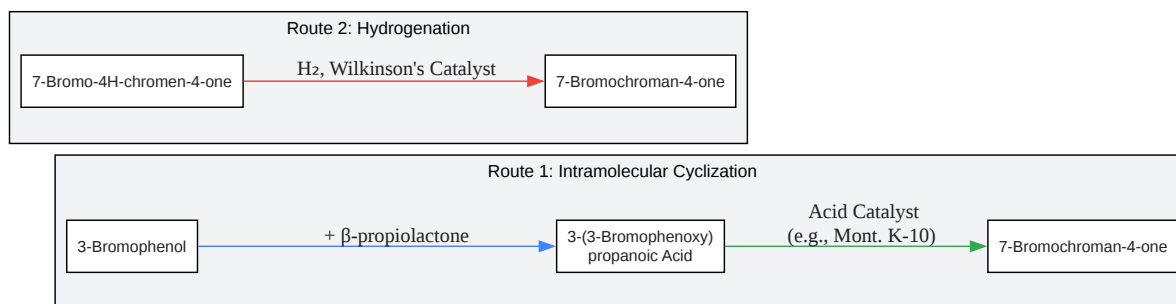 Route 2: Hydrogenation
7-Bromo-4H-chromen-4-one
H₂, Wilkinson's Catalyst
7-Bromochroman-4-one
Route 1: Intramolecular Cyclization
3-Bromophenol
+ β-propiolactone
3-(3-Bromophenoxy)
propanoic Acid
Acid Catalyst
(e.g., Mont. K-10)
7-Bromochroman-4-one